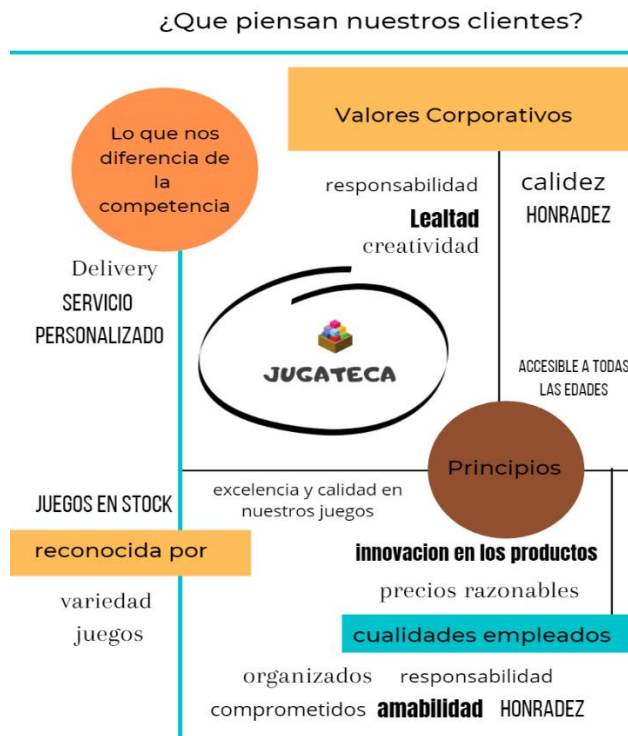 ¿Que piensan nuestros clientes?
Valores Corporativos
Lo que nos
diferencia de
la
competencia
responsabilidad
calidez
Lealtad
HONRADEZ
creatividad
Delivery
SERVICIO
PERSONALIZADO
JUGATECA
ACCESIBLE A TODAS
LAS EDADES
Principios
excelencia y calidad en
nuestros juegos
JUEGOS EN STOCK
reconocida por
innovacion en los productos
variedad
juegos
precios razonables
cualidades empleados
organizados responsabilidad
comprometidos amabilidad HONRADEZ